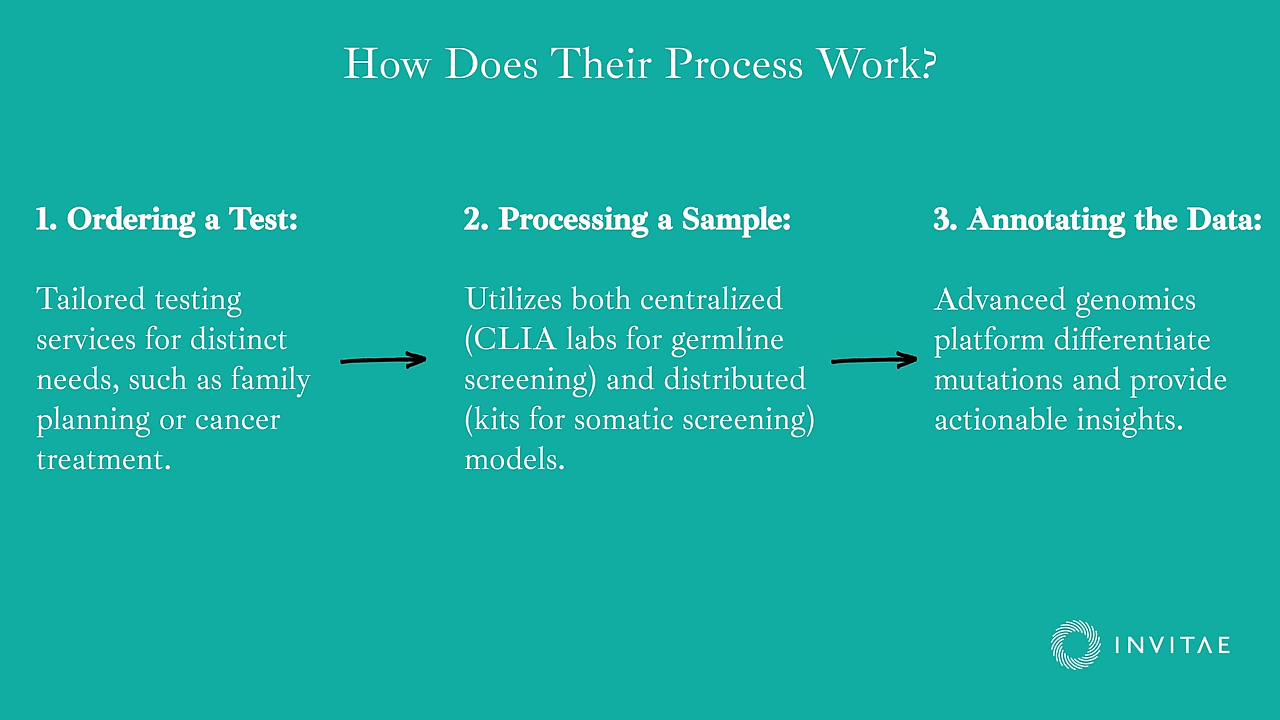 How Does Their Process Work?
1. Ordering a Test:
Tailored testing
services for distinct
needs, such as family
planning or cancer
treatment.
2. Processing a Sample:
Utilizes both centralized
(CLIA labs for germline
screening) and distributed
(kits for somatic screening)
models.
3. Annotating the Data:
Advanced genomics
platform differentiate
mutations and provide
actionable insights.
INVITAE